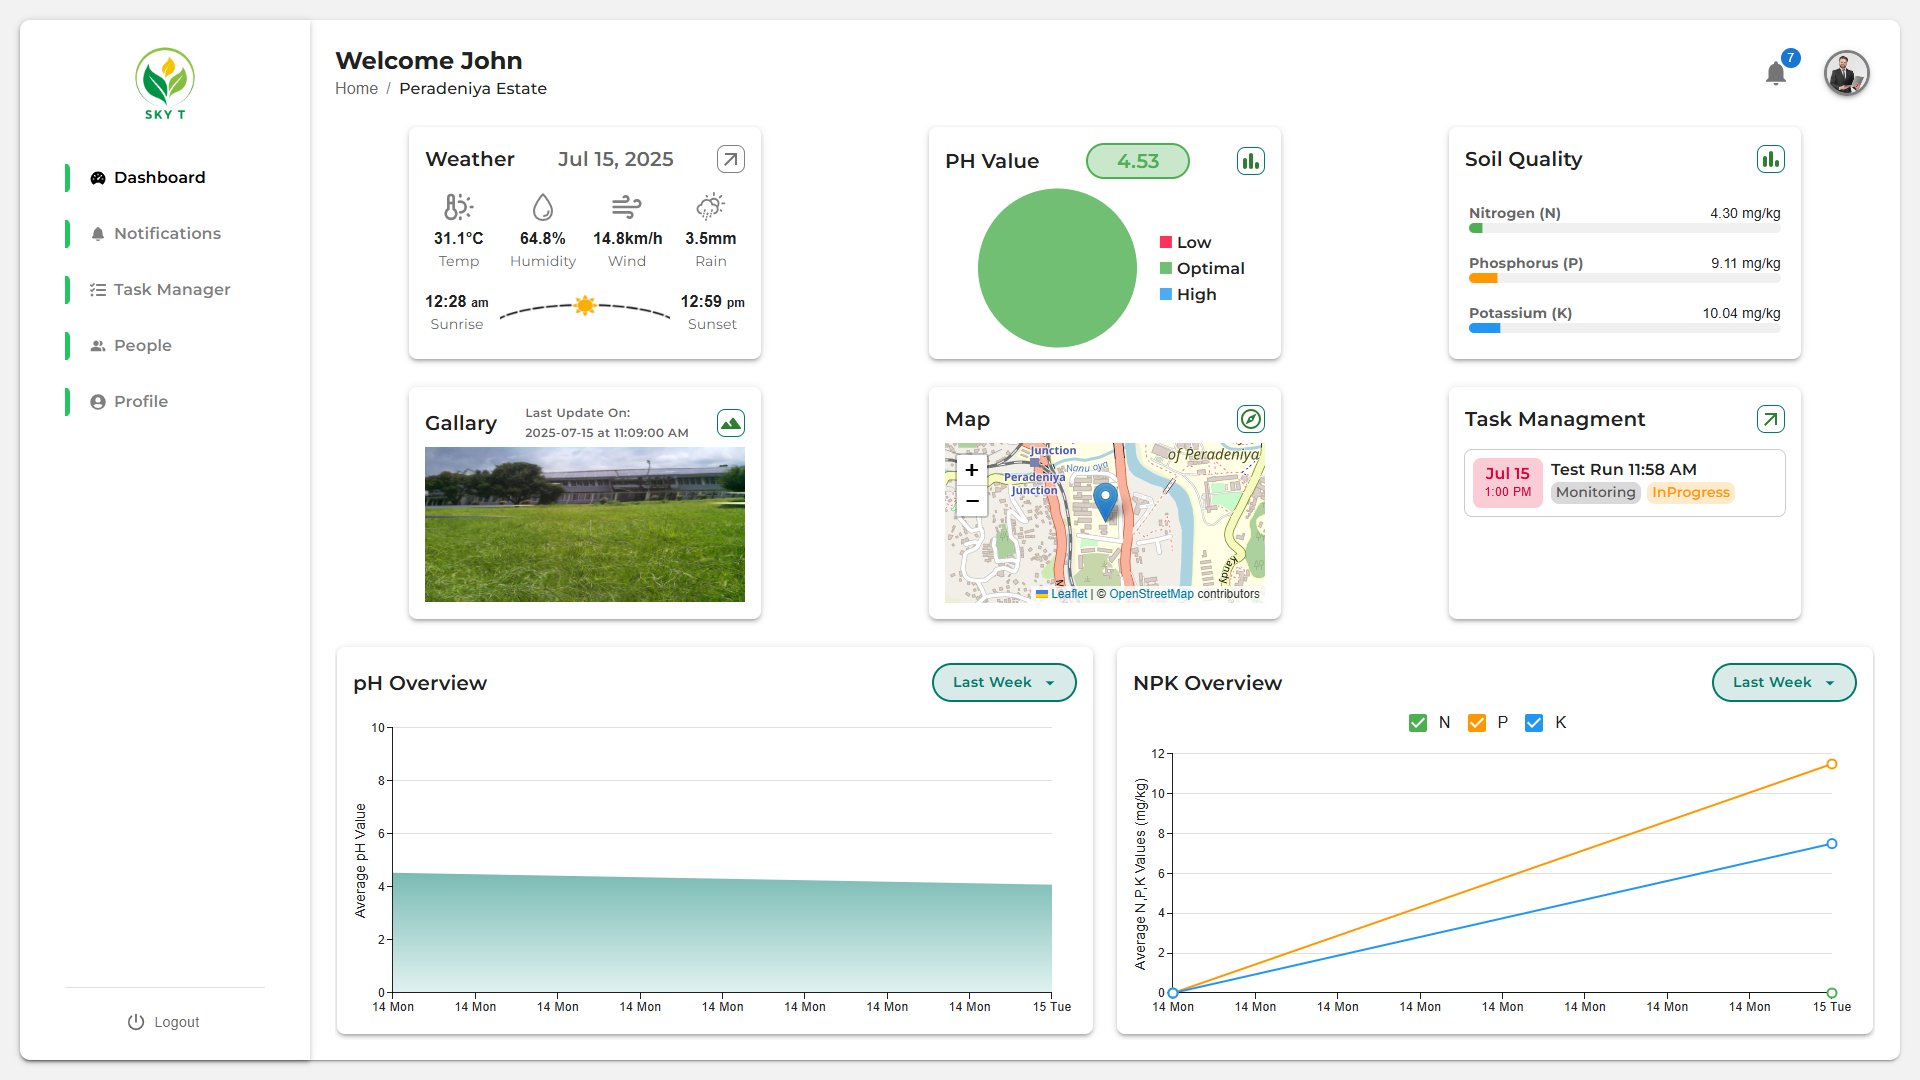 SKY T
Dashboard
Notifications
Task Manager
People
Profile
Logout
Welcome John
Home / Peradeniya Estate
7
Weather Jul 15, 2025
31.1°C 64.8% 14.8km/h 3.5mm
Temp Humidity Wind Rain
12:28 am 12:59 pm
Sunrise Sunset
PH Value 4.53
Low
Optimal
High
Soil Quality
Nitrogen (N) 4.30 mg/kg
Phosphorus (P) 9.11 mg/kg
Potassium (K) 10.04 mg/kg
Gallary
Last Update On:
2025-07-15 at 11:09:00 AM
Map
+
−
Junction
Peradeniya
Junction
Nanu oya
of Peradeniya
Kandy
N
Leaflet | © OpenStreetMap contributors
Task Managment
Jul 15
1:00 PM
Test Run 11:58 AM
Monitoring InProgress
pH Overview Last Week
Average pH Value
10
8
6
4
2
0
14 Mon 14 Mon 14 Mon 14 Mon 14 Mon 14 Mon 14 Mon 14 Mon 15 Tue
NPK Overview Last Week
N P K
Average N,P,K Values (mg/kg)
12
10
8
6
4
2
0
14 Mon 14 Mon 14 Mon 14 Mon 14 Mon 14 Mon 14 Mon 14 Mon 15 Tue